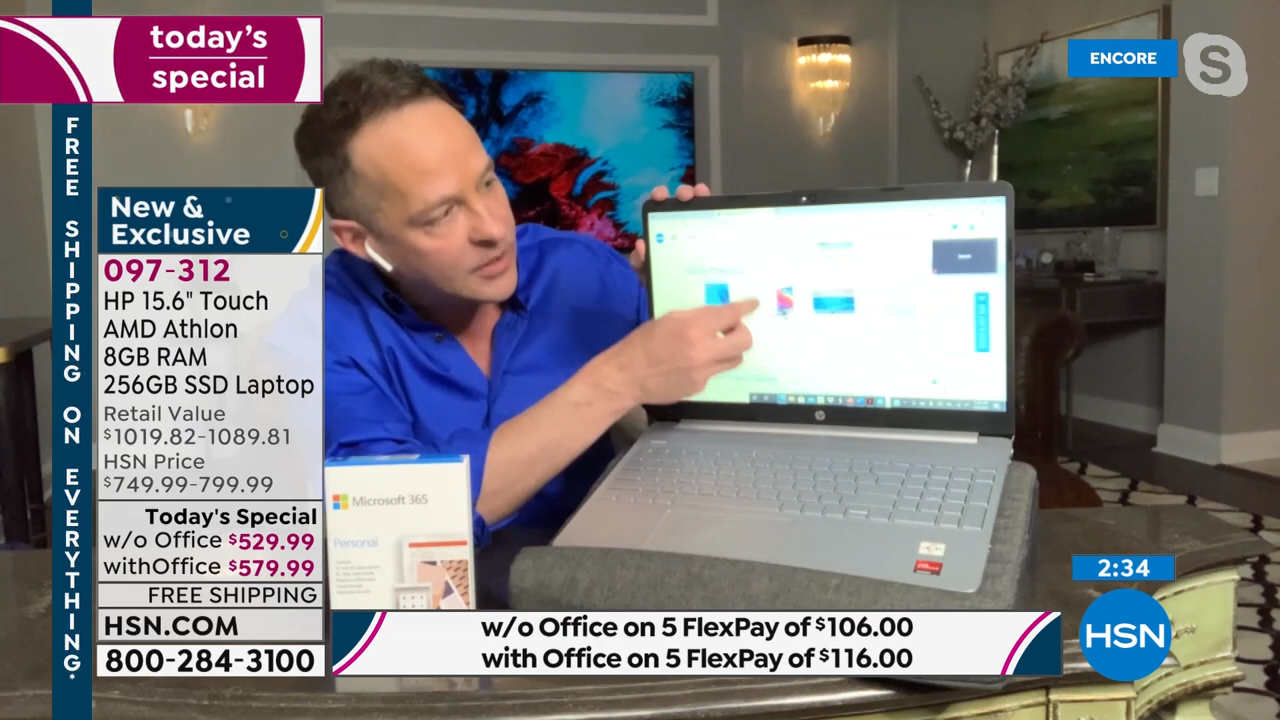 today's
special
FREE SHIPPING ON EVERYTHING.*
New &
Exclusive
097-312
HP 15.6" Touch
AMD Athlon
8GB RAM
256GB SSD Laptop
Retail Value
$1019.82-1089.81
HSN Price
$749.99-799.99
Today's Special
w/o Office $529.99
withOffice $579.99
FREE SHIPPING
HSN.COM
800-284-3100
ENCORE
S
Microsoft 365
Personal
hp
w/o Office on 5 FlexPay of $106.00
with Office on 5 FlexPay of $116.00
2:34
HSN